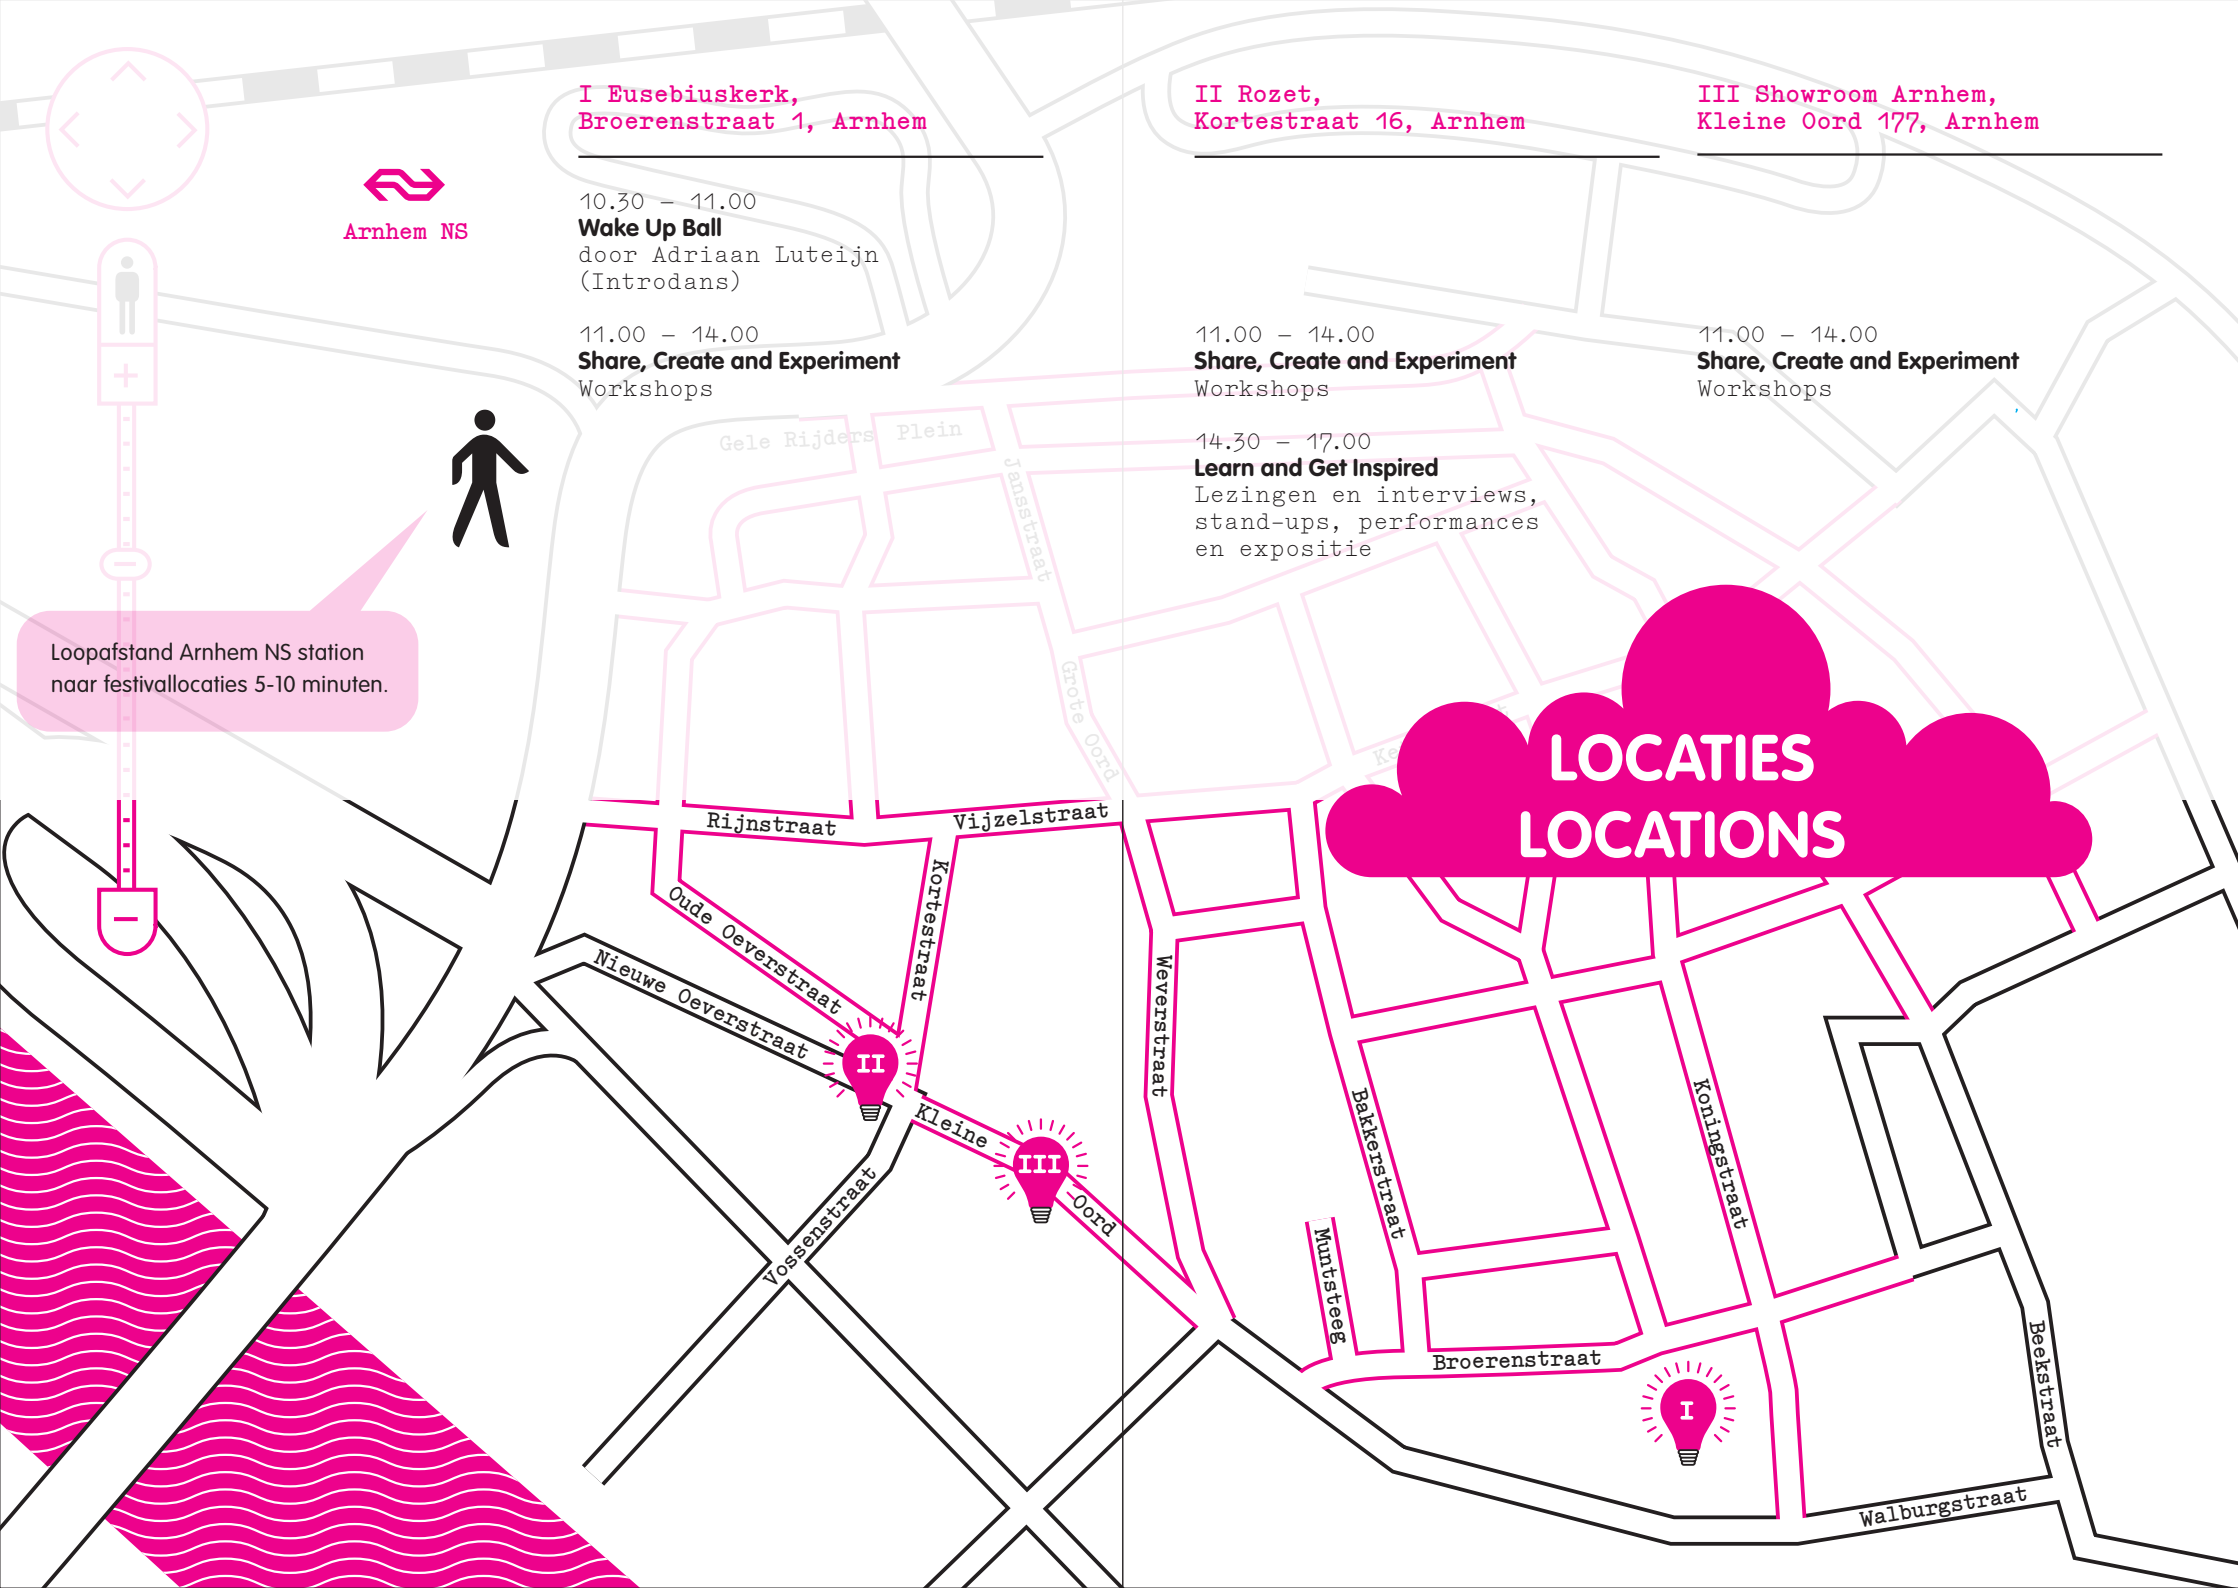 I Eusebiuskerk,
Broerenstraat 1, Arnhem
10.30 – 11.00
Wake Up Ball
door Adriaan Luteijn
(Introdans)
11.00 – 14.00
Share, Create and Experiment
Workshops
II Rozet,
Kortestraat 16, Arnhem
11.00 – 14.00
Share, Create and Experiment
Workshops
14.30 – 17.00
Learn and Get Inspired
Lezingen en interviews,
stand-ups, performances
en expositie
III Showroom Arnhem,
Kleine Oord 177, Arnhem
11.00 – 14.00
Share, Create and Experiment
Workshops
Arnhem NS
Loopafstand Arnhem NS station
naar festivallocaties 5-10 minuten.
Gele Rijders Plein
Jansstraat
Grote Oord
LOCATIES
LOCATIONS
Rijnstraat
Vijzelstraat
Kortestraat
Oude Oeverstraat
Nieuwe Oeverstraat
II
Kleine
III
Oord
Vossenstraat
Weverstraat
Bakkerstraat
Koningstraat
Muntsteeg
Broerenstraat
I
Beekstraat
Walburgstraat